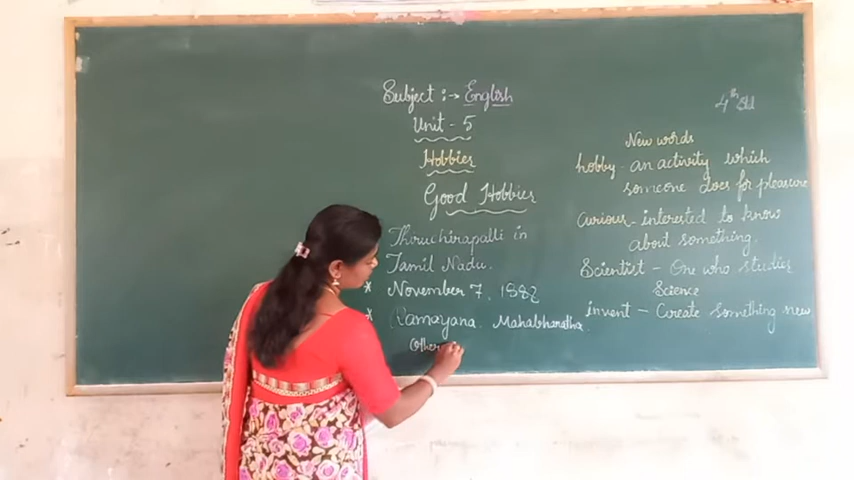 Subject :→ English
4th Std
Unit - 5
Hobbies
Good Hobbies
Thiruchirapalli in
Tamil Nadu.
* November 7, 1882
* Ramayana. Mahabharatha
Other
New words
hobby - an activity which
someone does for pleasure
Curious - interested to know
about something.
Scientist - One who studies
Science
invent - Create something new